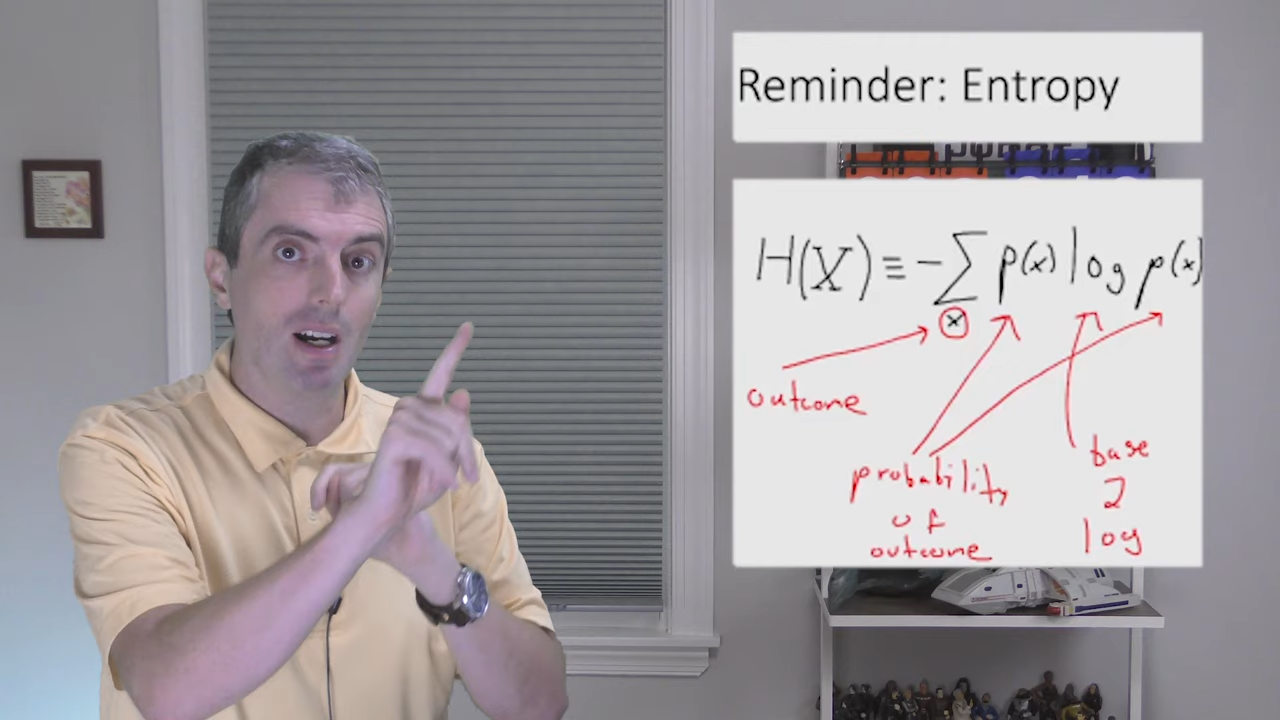 Reminder: Entropy
H(X) ≡ -∑ p(x) log p(x)
x
outcome
probability
of
outcome
base
2
log